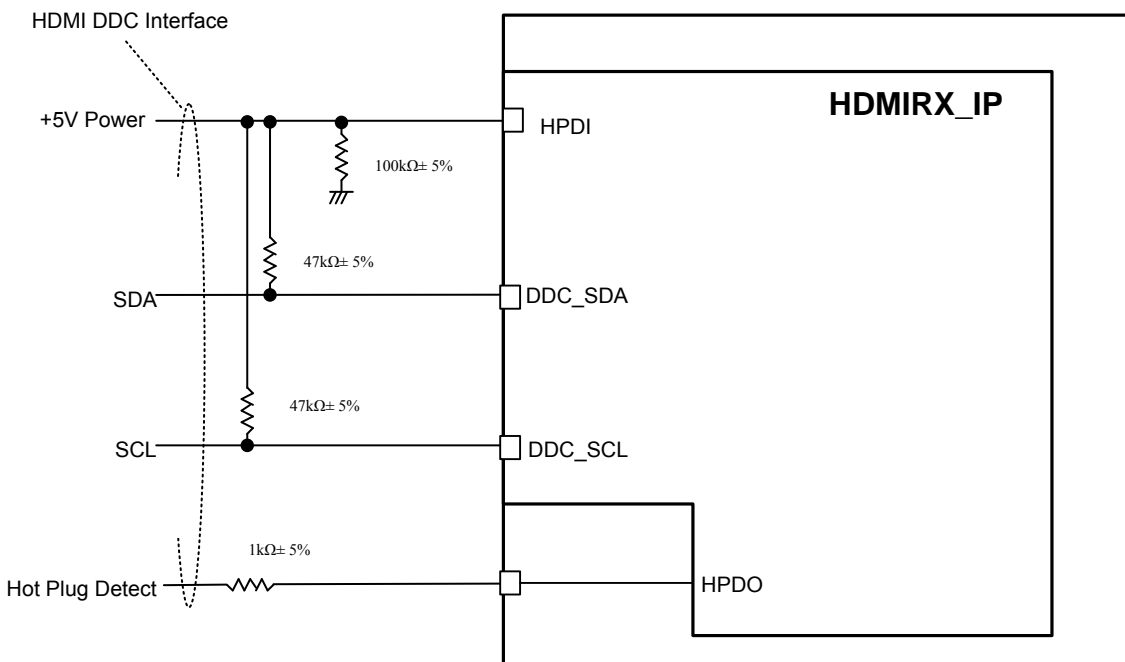 HDMI DDC Interface
HDMIRX_IP
+5V Power
HPDI
100kΩ± 5%
47kΩ± 5%
SDA
DDC_SDA
47kΩ± 5%
SCL
DDC_SCL
1kΩ± 5%
Hot Plug Detect
HPDO